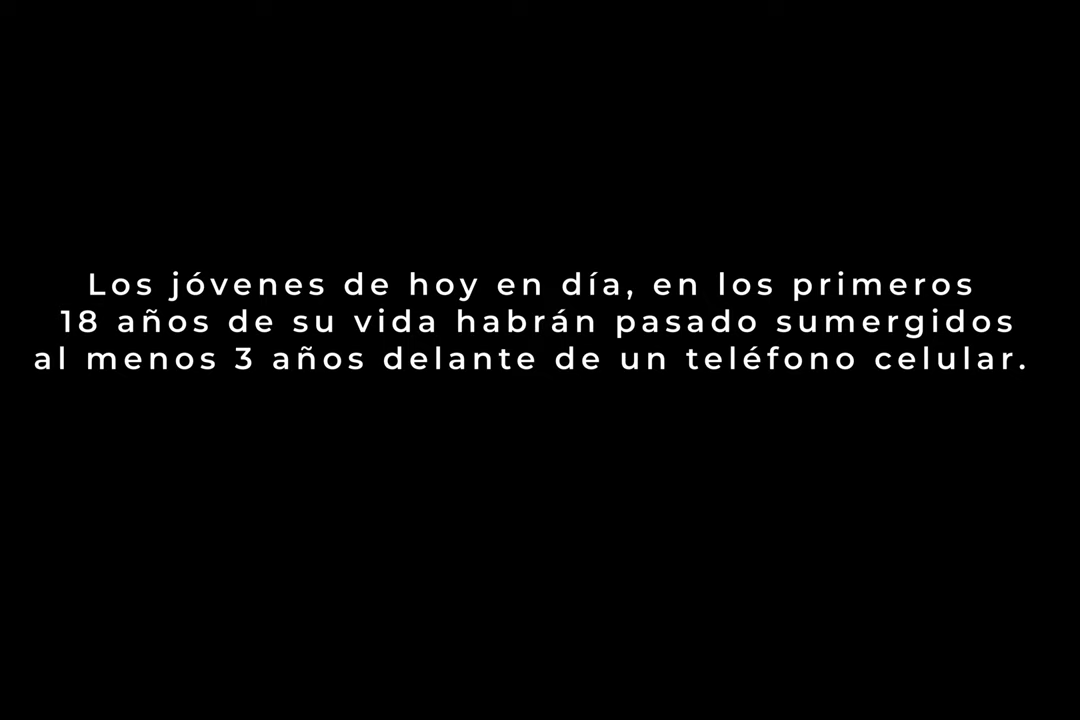 Los jóvenes de hoy en día, en los primeros
18 años de su vida habrán pasado sumergidos
al menos 3 años delante de un teléfono celular.